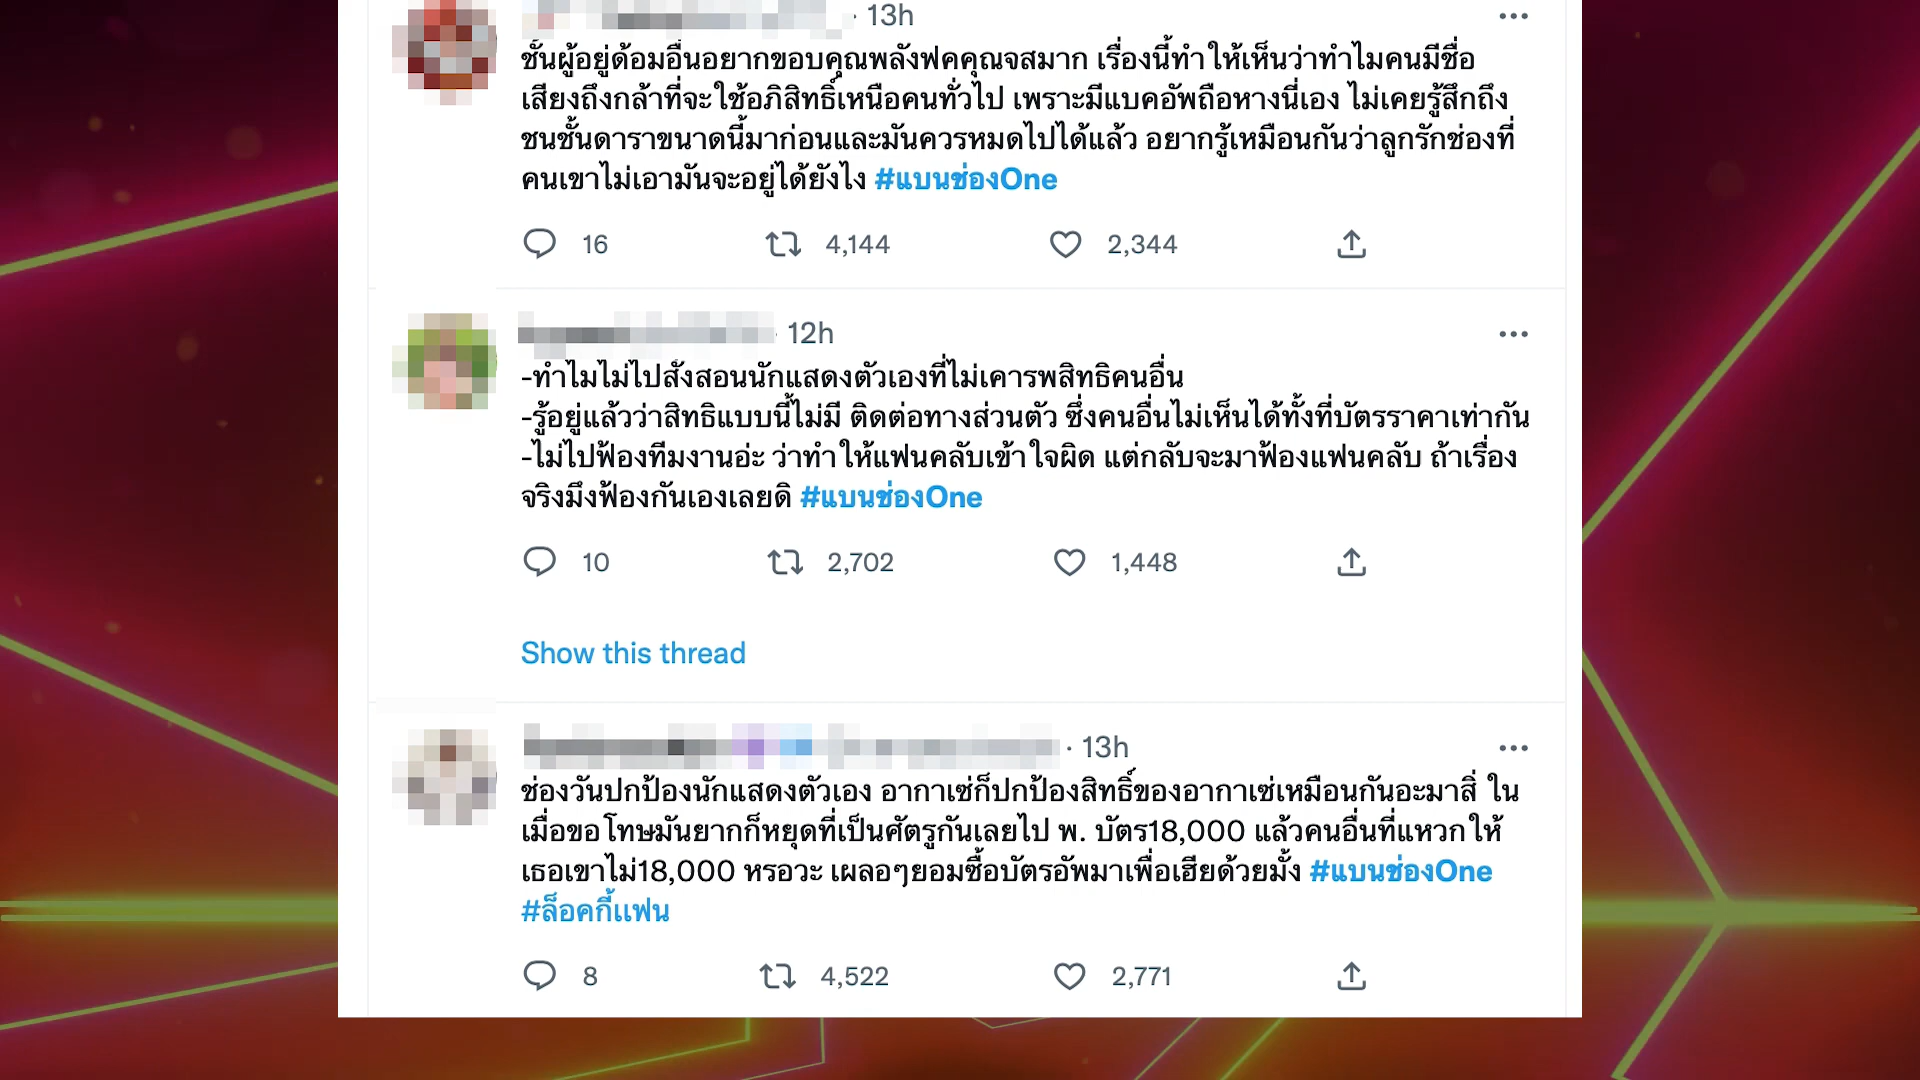 · 13h
ชั้นผู้อยู่ด้อมอื่นอยากขอบคุณพลังฟคคุณจสมาก เรื่องนี้ทำให้เห็นว่าทำไมคนมีชื่อ
เสียงถึงกล้าที่จะใช้อภิสิทธิ์เหนือคนทั่วไป เพราะมีแบคอัพถือหางนี่เอง ไม่เคยรู้สึกถึง
ชนชั้นดาราขนาดนี้มาก่อนและมันควรหมดไปได้แล้ว อยากรู้เหมือนกันว่าลูกรักช่องที่
คนเขาไม่เอามันจะอยู่ได้ยังไง #แบนช่องOne
16 4,144 2,344
· 12h
-ทำไมไม่ไปสั่งสอนนักแสดงตัวเองที่ไม่เคารพสิทธิคนอื่น
-รู้อยู่แล้วว่าสิทธิแบบนี้ไม่มี ติดต่อทางส่วนตัว ซึ่งคนอื่นไม่เห็นได้ทั้งที่บัตรราคาเท่ากัน
-ไม่ไปฟ้องทีมงานอ่ะ ว่าทำให้แฟนคลับเข้าใจผิด แต่กลับจะมาฟ้องแฟนคลับ ถ้าเรื่อง
จริงมึงฟ้องกันเองเลยดิ #แบนช่องOne
10 2,702 1,448
Show this thread
· 13h
ช่องวันปกป้องนักแสดงตัวเอง อากาเซ่ก็ปกป้องสิทธิ์ของอากาเซ่เหมือนกันอะมาสิ่ ใน
เมื่อขอโทษมันยากก็หยุดที่เป็นศัตรูกันเลยไป พ. บัตร18,000 แล้วคนอื่นที่แหวกให้
เธอเขาไม่18,000 หรอวะ เผลอๆยอมซื้อบัตรอัพมาเพื่อเฮียด้วยมั้ง #แบนช่องOne
#ล็อคกี้แฟน
8 4,522 2,771